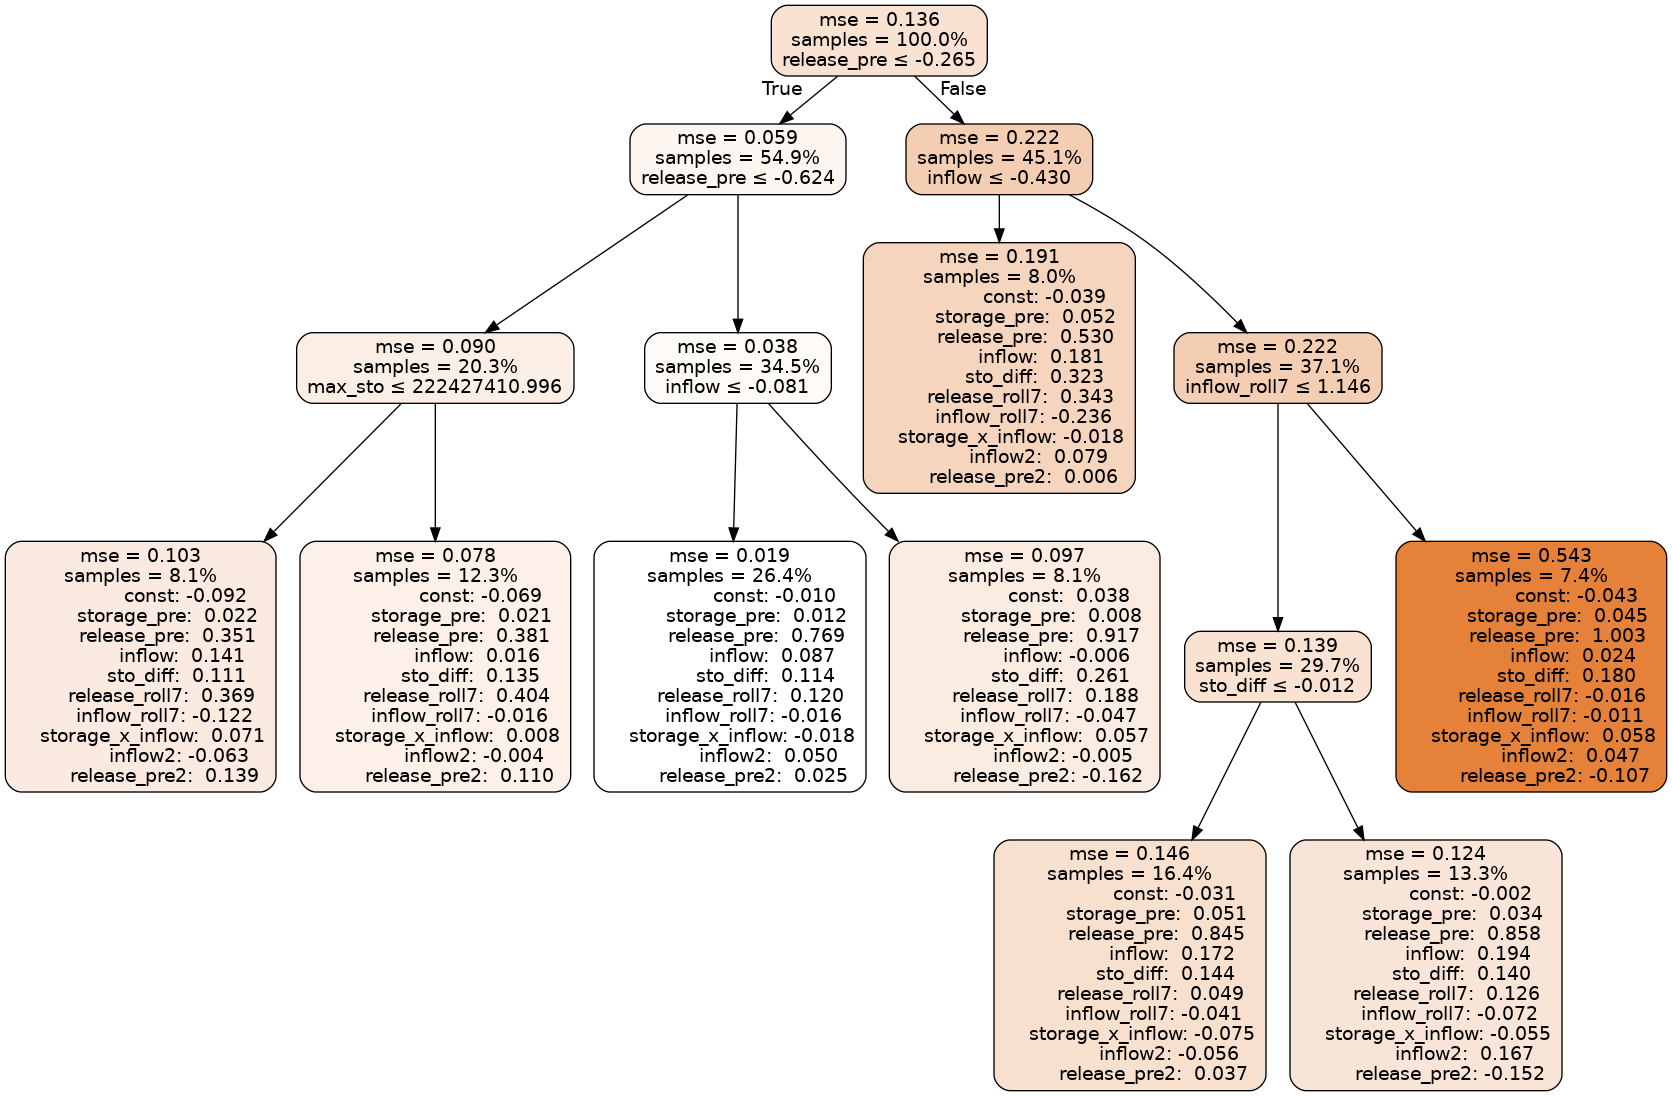 mse = 0.136
samples = 100.0%
release_pre ≤ -0.265
True
False
mse = 0.059
samples = 54.9%
release_pre ≤ -0.624
mse = 0.222
samples = 45.1%
inflow ≤ -0.430
mse = 0.191
samples = 8.0%
const: -0.039
storage_pre: 0.052
release_pre: 0.530
inflow: 0.181
sto_diff: 0.323
release_roll7: 0.343
inflow_roll7: -0.236
storage_x_inflow: -0.018
inflow2: 0.079
release_pre2: 0.006
mse = 0.090
samples = 20.3%
max_sto ≤ 222427410.996
mse = 0.038
samples = 34.5%
inflow ≤ -0.081
mse = 0.222
samples = 37.1%
inflow_roll7 ≤ 1.146
mse = 0.103
samples = 8.1%
const: -0.092
storage_pre: 0.022
release_pre: 0.351
inflow: 0.141
sto_diff: 0.111
release_roll7: 0.369
inflow_roll7: -0.122
storage_x_inflow: 0.071
inflow2: -0.063
release_pre2: 0.139
mse = 0.078
samples = 12.3%
const: -0.069
storage_pre: 0.021
release_pre: 0.381
inflow: 0.016
sto_diff: 0.135
release_roll7: 0.404
inflow_roll7: -0.016
storage_x_inflow: 0.008
inflow2: -0.004
release_pre2: 0.110
mse = 0.019
samples = 26.4%
const: -0.010
storage_pre: 0.012
release_pre: 0.769
inflow: 0.087
sto_diff: 0.114
release_roll7: 0.120
inflow_roll7: -0.016
storage_x_inflow: -0.018
inflow2: 0.050
release_pre2: 0.025
mse = 0.097
samples = 8.1%
const: 0.038
storage_pre: 0.008
release_pre: 0.917
inflow: -0.006
sto_diff: 0.261
release_roll7: 0.188
inflow_roll7: -0.047
storage_x_inflow: 0.057
inflow2: -0.005
release_pre2: -0.162
mse = 0.139
samples = 29.7%
sto_diff ≤ -0.012
mse = 0.543
samples = 7.4%
const: -0.043
storage_pre: 0.045
release_pre: 1.003
inflow: 0.024
sto_diff: 0.180
release_roll7: -0.016
inflow_roll7: -0.011
storage_x_inflow: 0.058
inflow2: 0.047
release_pre2: -0.107
mse = 0.146
samples = 16.4%
const: -0.031
storage_pre: 0.051
release_pre: 0.845
inflow: 0.172
sto_diff: 0.144
release_roll7: 0.049
inflow_roll7: -0.041
storage_x_inflow: -0.075
inflow2: -0.056
release_pre2: 0.037
mse = 0.124
samples = 13.3%
const: -0.002
storage_pre: 0.034
release_pre: 0.858
inflow: 0.194
sto_diff: 0.140
release_roll7: 0.126
inflow_roll7: -0.072
storage_x_inflow: -0.055
inflow2: 0.167
release_pre2: -0.152